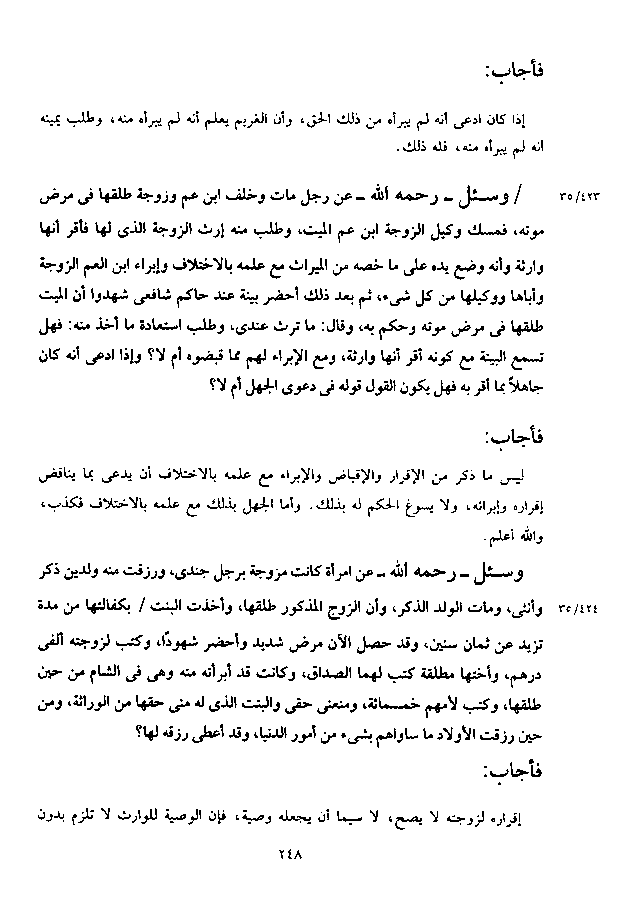 فأجاب:
إذا كان ادعى أنه لم يبرأه من ذلك الحق، وأن الغريم يعلم أنه لم يبرأه منه، وطلب يمينه
أنه لم يبرأه منه، فله ذلك.
٣٥/٤٢٣ / وسئل ــ رحمه الله ــ عن رجل مات وخلف ابن عم وزوجة طلقها فى مرض
موته، فمسك وكيل الزوجة ابن عم الميت، وطلب منه إرث الزوجة الذى لها فأقر أنها
وارثة وأنه وضع يده على ما خصه من الميراث مع علمه بالاختلاف وإبراء ابن العم الزوجة
وأباها ووكيلها من كل شىء، ثم بعد ذلك أحضر بينة عند حاكم شافعى شهدوا أن الميت
طلقها فى مرض موته وحكم به، وقال: ما ترث عندى، وطلب استعادة ما أخذ منه: فهل
تسمع البينة مع كونه أقر أنها وارثة، ومع الإبراء لهم مما قبضوه أم لا؟ وإذا ادعى أنه كان
جاهلاً بما أقر به فهل يكون القول قوله فى دعوى الجهل أم لا؟
فأجاب:
ليس ما ذكر من الإقرار والإقباض والإبراء مع علمه بالاختلاف أن يدعى بما يناقض
إقراره وإبرائه، ولا يسوغ الحكم له بذلك. وأما الجهل بذلك مع علمه بالاختلاف فكذب،
والله أعلم.
وسئل ــ رحمه الله ــ عن امرأة كانت مزوجة برجل جندى، ورزقت منه ولدين ذكر
٣٥/٤٢٤ وأنثى، ومات الولد الذكر، وأن الزوج المذكور طلقها، وأخذت البنت / بكفالتها من مدة
تزيد عن ثمان سنين، وقد حصل الآن مرض شديد وأحضر شهودًا، وكتب لزوجته ألفى
درهم، وأختها مطلقة كتب لهما الصداق، وكانت قد أبرأته منه وهى فى الشام من حين
طلقها، وكتب لأمهم خمسمائة، ومنعنى حقى والبنت الذى له منى حقها من الوراثة، ومن
حين رزقت الأولاد ما ساواهم بشىء من أمور الدنيا، وقد أعطى رزقه لها؟
فأجاب:
إقراره لزوجته لا يصح، لا سيما أن يجعله وصية، فإن الوصية للوارث لا تلزم بدون
٢٤٨